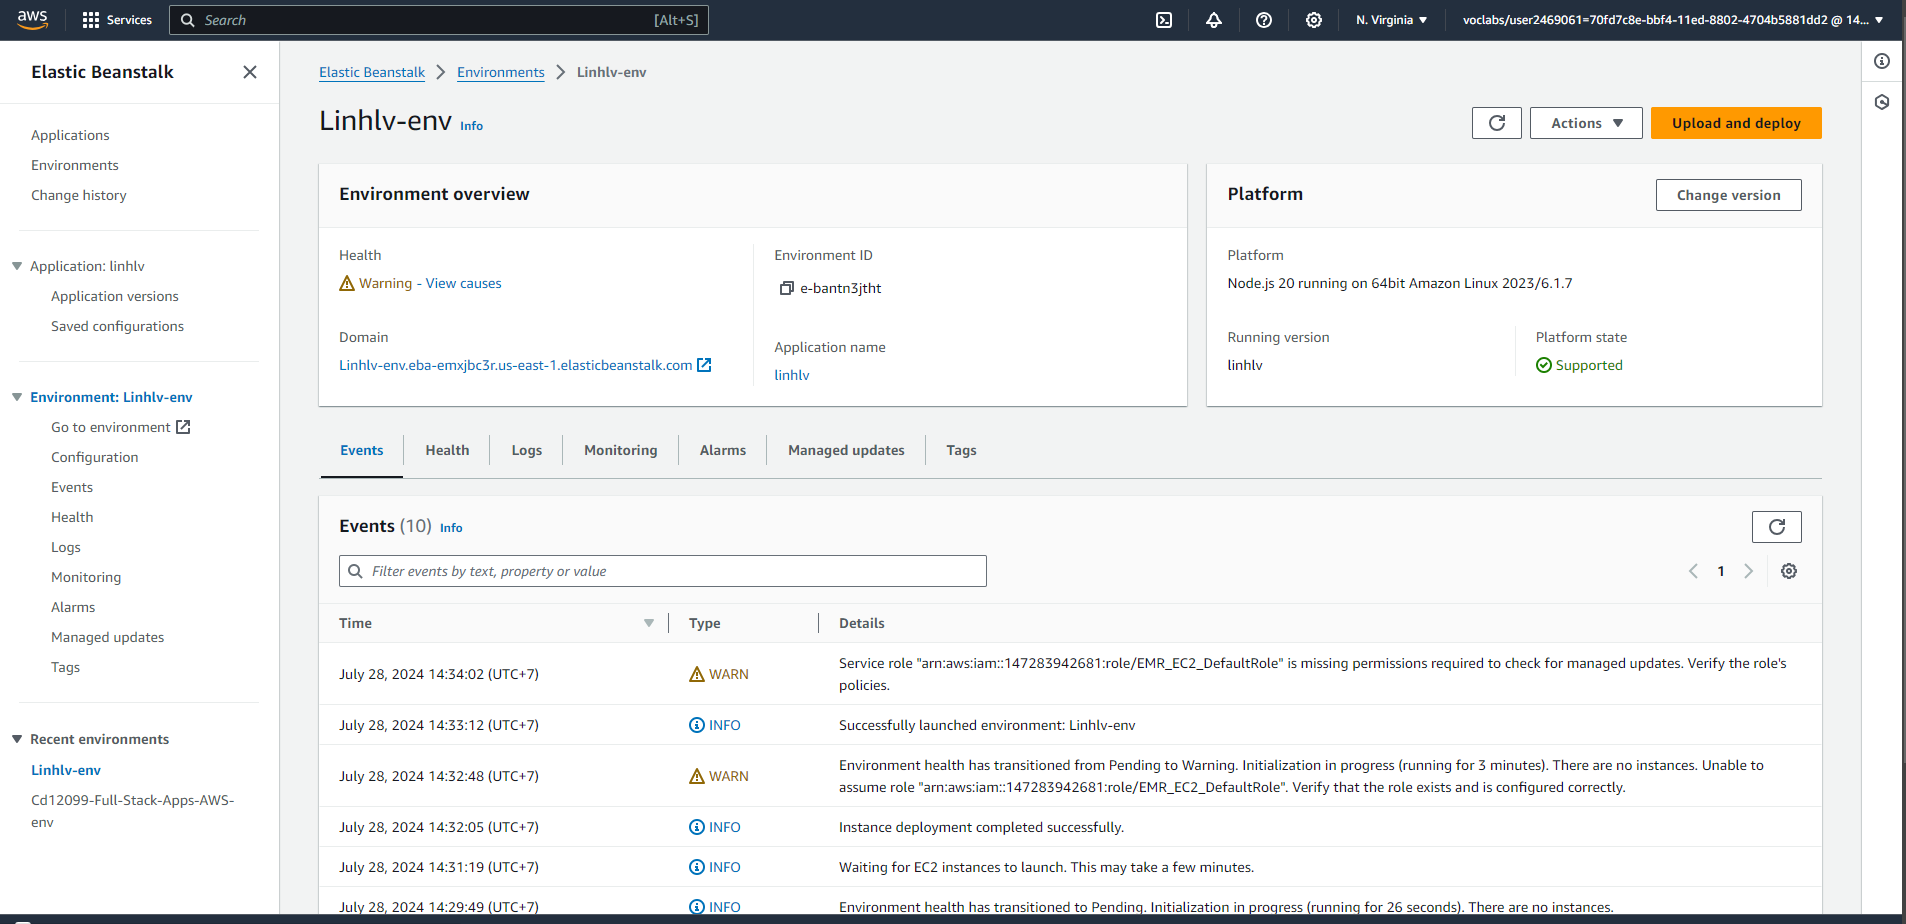 aws
Services
Search
[Alt+S]
N. Virginia
voclabs/user2469061=70fd7c8e-bbf4-11ed-8802-4704b5881dd2 @ 14...
Elastic Beanstalk
Applications
Environments
Change history
Application: linhlv
Application versions
Saved configurations
Environment: Linhlv-env
Go to environment
Configuration
Events
Health
Logs
Monitoring
Alarms
Managed updates
Tags
Recent environments
Linhlv-env
Cd12099-Full-Stack-Apps-AWS-
env
Elastic Beanstalk
Environments
Linhlv-env
Linhlv-env Info
Actions
Upload and deploy
Environment overview
Health
Warning - View causes
Domain
Linhlv-env.eba-emxjbc3r.us-east-1.elasticbeanstalk.com
Environment ID
e-bantn3jtht
Application name
linhlv
Platform
Change version
Platform
Node.js 20 running on 64bit Amazon Linux 2023/6.1.7
Running version
linhlv
Platform state
Supported
Events
Health
Logs
Monitoring
Alarms
Managed updates
Tags
Events (10) Info
Filter events by text, property or value
1
Time
Type
Details
July 28, 2024 14:34:02 (UTC+7)
WARN
Service role "arn:aws:iam::147283942681:role/EMR_EC2_DefaultRole" is missing permissions required to check for managed updates. Verify the role's
policies.
July 28, 2024 14:33:12 (UTC+7)
INFO
Successfully launched environment: Linhlv-env
July 28, 2024 14:32:48 (UTC+7)
WARN
Environment health has transitioned from Pending to Warning. Initialization in progress (running for 3 minutes). There are no instances. Unable to
assume role "arn:aws:iam::147283942681:role/EMR_EC2_DefaultRole". Verify that the role exists and is configured correctly.
July 28, 2024 14:32:05 (UTC+7)
INFO
Instance deployment completed successfully.
July 28, 2024 14:31:19 (UTC+7)
INFO
Waiting for EC2 instances to launch. This may take a few minutes.
July 28, 2024 14:29:49 (UTC+7)
INFO
Environment health has transitioned to Pending. Initialization in progress (running for 26 seconds). There are no instances.